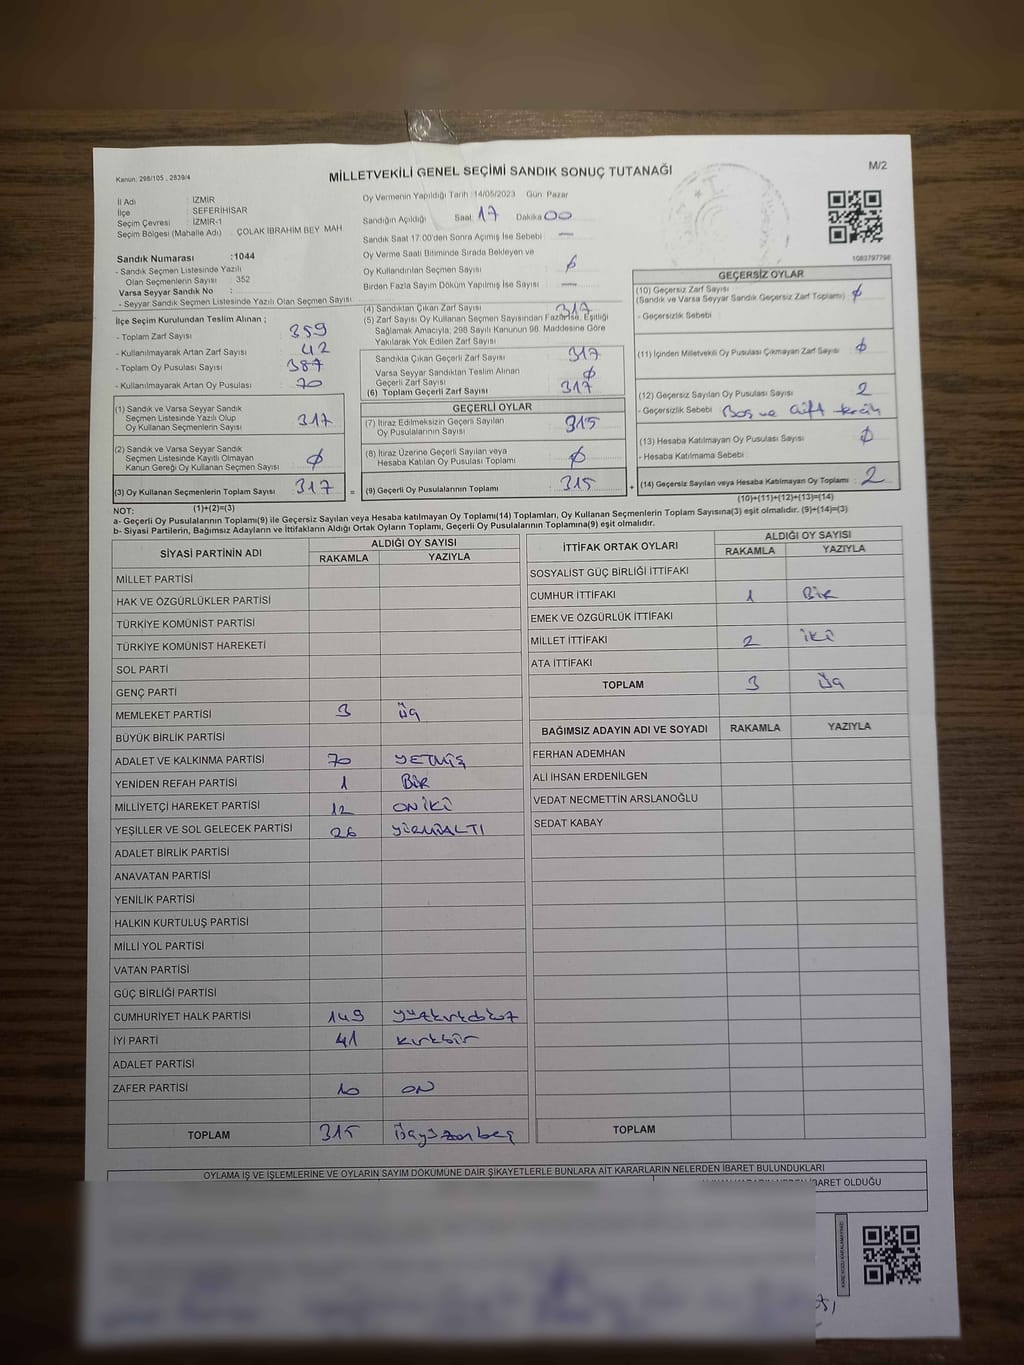 Kanun: 298/105 , 2839/4
MİLLETVEKİLİ GENEL SEÇİMİ SANDIK SONUÇ TUTANAĞI
M/2
İl Adı : İZMİR
İlçe : SEFERİHİSAR
Seçim Çevresi : İZMİR-1
Seçim Bölgesi (Mahalle Adı) : ÇOLAK İBRAHİM BEY MAH
Sandık Numarası :1044
- Sandık Seçmen Listesinde Yazılı
Olan Seçmenlerin Sayısı : 352
Varsa Seyyar Sandık No :
- Seyyar Sandık Seçmen Listesinde Yazılı Olan Seçmen Sayısı :
Oy Vermenin Yapıldığı Tarih : 14/05/2023 Gün: Pazar
Sandığın Açıldığı Saat 17 Dakika 00
Sandık Saat 17:00'den Sonra Açılmış İse Sebebi : —
Oy Verme Saati Bitiminde Sırada Bekleyen ve
Oy Kullandırılan Seçmen Sayısı ∅
Birden Fazla Sayım Döküm Yapılmış İse Sayısı : —
1083797798
İlçe Seçim Kurulundan Teslim Alınan ;
- Toplam Zarf Sayısı : 359
- Kullanılmayarak Artan Zarf Sayısı : 42
- Toplam Oy Pusulası Sayısı : 387
- Kullanılmayarak Artan Oy Pusulası : 70
(1) Sandık ve Varsa Seyyar Sandık
Seçmen Listesinde Yazılı Olup
Oy Kullanan Seçmenlerin Sayısı : 317
(2) Sandık ve Varsa Seyyar Sandık
Seçmen Listesinde Kayıtlı Olmayan
Kanun Gereği Oy Kullanan Seçmen Sayısı : ∅
(3) Oy Kullanan Seçmenlerin Toplam Sayısı : 317
(1)+(2)=(3)
(4) Sandıktan Çıkan Zarf Sayısı : 317
(5) Zarf Sayısı Oy Kullanan Seçmen Sayısından Fazla İse, Eşitliği
Sağlamak Amacıyla, 298 Sayılı Kanunun 98. Maddesine Göre
Yakılarak Yok Edilen Zarf Sayısı :
Sandıkla Çıkan Geçerli Zarf Sayısı : 317
Varsa Seyyar Sandıktan Teslim Alınan
Geçerli Zarf Sayısı : ∅
(6) Toplam Geçerli Zarf Sayısı : 317
GEÇERLİ OYLAR
(7) İtiraz Edilmeksizin Geçerli Sayılan
Oy Pusulalarının Sayısı : 315
(8) İtiraz Üzerine Geçerli Sayılan veya
Hesaba Katılan Oy Pusulası Toplamı : ∅
= (9) Geçerli Oy Pusulalarının Toplamı : 315
GEÇERSİZ OYLAR
(10) Geçersiz Zarf Sayısı
(Sandık ve Varsa Seyyar Sandık Geçersiz Zarf Toplamı) : ∅
- Geçersizlik Sebebi :
(11) İçinden Milletvekili Oy Pusulası Çıkmayan Zarf Sayısı : ∅
(12) Geçersiz Sayılan Oy Pusulası Sayısı : 2
- Geçersizlik Sebebi : Boş ve Çift tercih
(13) Hesaba Katılmayan Oy Pusulası Sayısı : ∅
- Hesaba Katılmama Sebebi :
+ (14) Geçersiz Sayılan veya Hesaba Katılmayan Oy Toplamı : 2
(10)+(11)+(12)+(13)=(14)
NOT:
a- Geçerli Oy Pusulalarının Toplamı(9) ile Geçersiz Sayılan veya Hesaba katılmayan Oy Toplamı(14) Toplamları, Oy Kullanan Seçmenlerin Toplam Sayısına(3) eşit olmalıdır. (9)+(14)=(3)
b- Siyasi Partilerin, Bağımsız Adayların ve İttifakların Aldığı Ortak Oyların Toplamı, Geçerli Oy Pusulalarının Toplamına(9) eşit olmalıdır.
SİYASİ PARTİNİN ADI ALDIĞI OY SAYISI
RAKAMLA YAZIYLA
MİLLET PARTİSİ
HAK VE ÖZGÜRLÜKLER PARTİSİ
TÜRKİYE KOMÜNİST PARTİSİ
TÜRKİYE KOMÜNİST HAREKETİ
SOL PARTİ
GENÇ PARTİ
MEMLEKET PARTİSİ 3 Üç
BÜYÜK BİRLİK PARTİSİ
ADALET VE KALKINMA PARTİSİ 70 YETMİŞ
YENİDEN REFAH PARTİSİ 1 BİR
MİLLİYETÇİ HAREKET PARTİSİ 12 ONİKİ
YEŞİLLER VE SOL GELECEK PARTİSİ 26 YİRMİALTI
ADALET BİRLİK PARTİSİ
ANAVATAN PARTİSİ
YENİLİK PARTİSİ
HALKIN KURTULUŞ PARTİSİ
MİLLİ YOL PARTİSİ
VATAN PARTİSİ
GÜÇ BİRLİĞİ PARTİSİ
CUMHURİYET HALK PARTİSİ 149 yüzkırkdokuz
İYİ PARTİ 41 kırkbir
ADALET PARTİSİ
ZAFER PARTİSİ 10 ON
TOPLAM 315 Üçyüzonbeş
İTTİFAK ORTAK OYLARI ALDIĞI OY SAYISI
RAKAMLA YAZIYLA
SOSYALİST GÜÇ BİRLİĞİ İTTİFAKI
CUMHUR İTTİFAKI 1 BİR
EMEK VE ÖZGÜRLÜK İTTİFAKI
MİLLET İTTİFAKI 2 İKİ
ATA İTTİFAKI
TOPLAM 3 Üç
BAĞIMSIZ ADAYIN ADI VE SOYADI RAKAMLA YAZIYLA
FERHAN ADEMHAN
ALİ İHSAN ERDENİLGEN
VEDAT NECMETTİN ARSLANOĞLU
SEDAT KABAY
TOPLAM
OYLAMA İŞ VE İŞLEMLERİNE VE OYLARIN SAYIM DÖKÜMÜNE DAİR ŞİKAYETLERLE BUNLARA AİT KARARLARIN NELERDEN İBARET BULUNDUKLARI
İBARET OLDUĞU